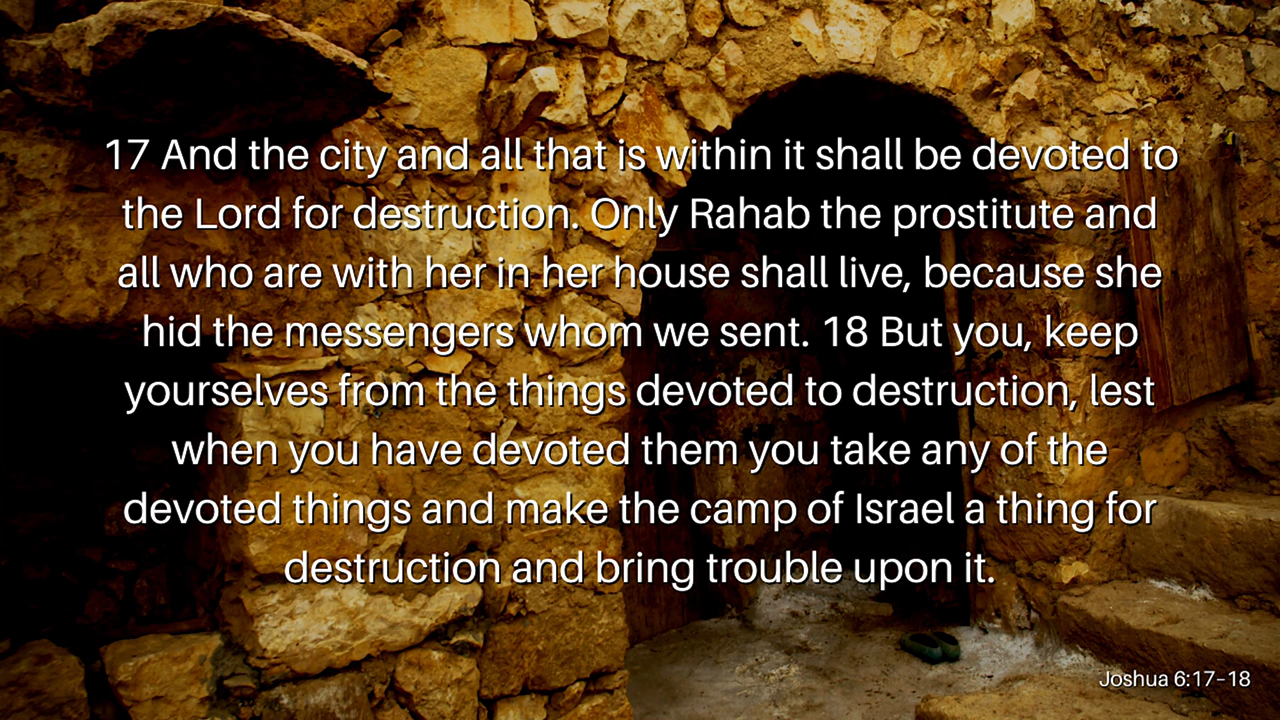 17 And the city and all that is within it shall be devoted to
the Lord for destruction. Only Rahab the prostitute and
all who are with her in her house shall live, because she
hid the messengers whom we sent. 18 But you, keep
yourselves from the things devoted to destruction, lest
when you have devoted them you take any of the
devoted things and make the camp of Israel a thing for
destruction and bring trouble upon it.
Joshua 6:17–18